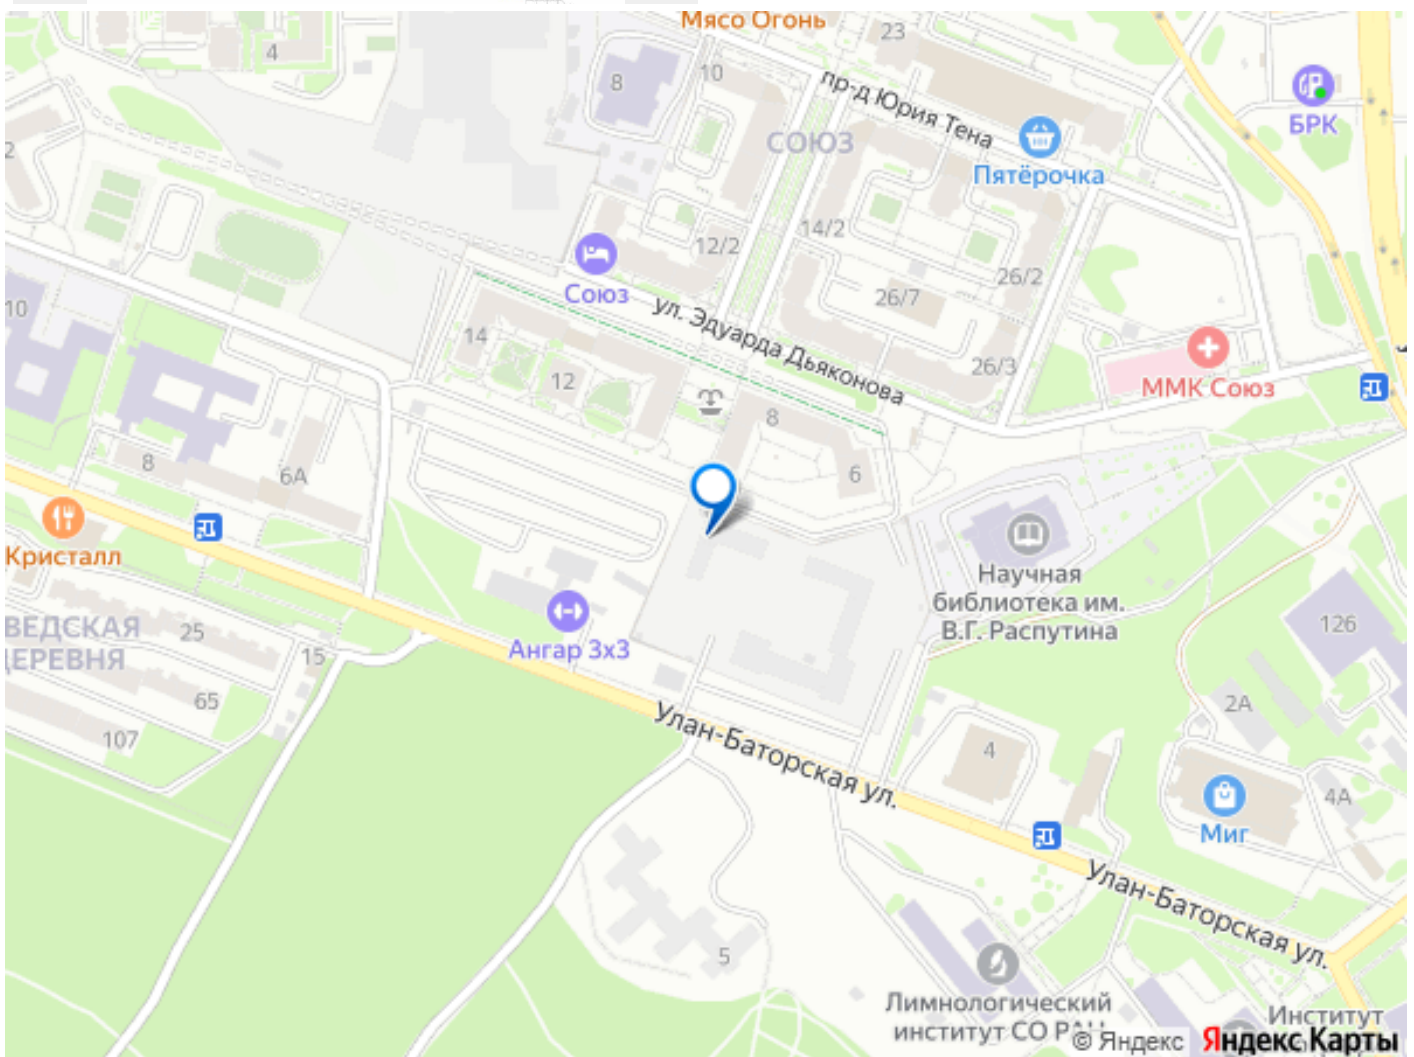 Мясо Огонь
23
4
10
8
пр-д Юрия Тена
БРК
СОЮЗ
Пятёрочка
2
12/2
14/2
26/2
Союз
26/7
ул. Эдуарда Дьяконова
10
14
12
26/3
ММК Союз
8
8
6А
6
Кристалл
Научная
библиотека им.
В.Г. Распутина
ВЕДСКАЯ
ЕРЕВНЯ
25
15
Ангар 3х3
126
65
107
2А
Улан-Баторская ул.
4
4А
Миг
Улан-Баторская ул.
5
Лимнологический
институт СО РАН
Институт
© Яндекс
Яндекс Карты